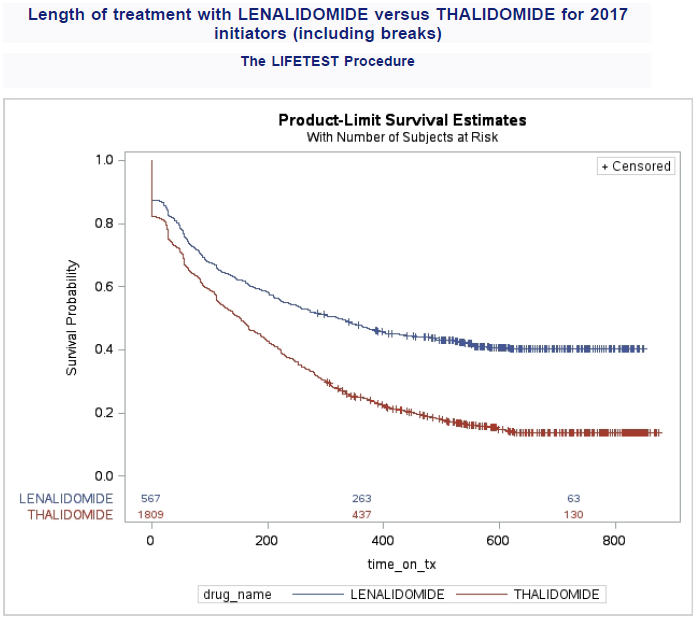 Length of treatment with LENALIDOMIDE versus THALIDOMIDE for 2017
initiators (including breaks)
The LIFETEST Procedure
Product-Limit Survival Estimates
With Number of Subjects at Risk
+ Censored
1.0
0.8
0.6
0.4
0.2
0.0
Survival Probability
LENALIDOMIDE 567 263 63
THALIDOMIDE 1809 437 130
0 200 400 600 800
time_on_tx
drug_name LENALIDOMIDE THALIDOMIDE